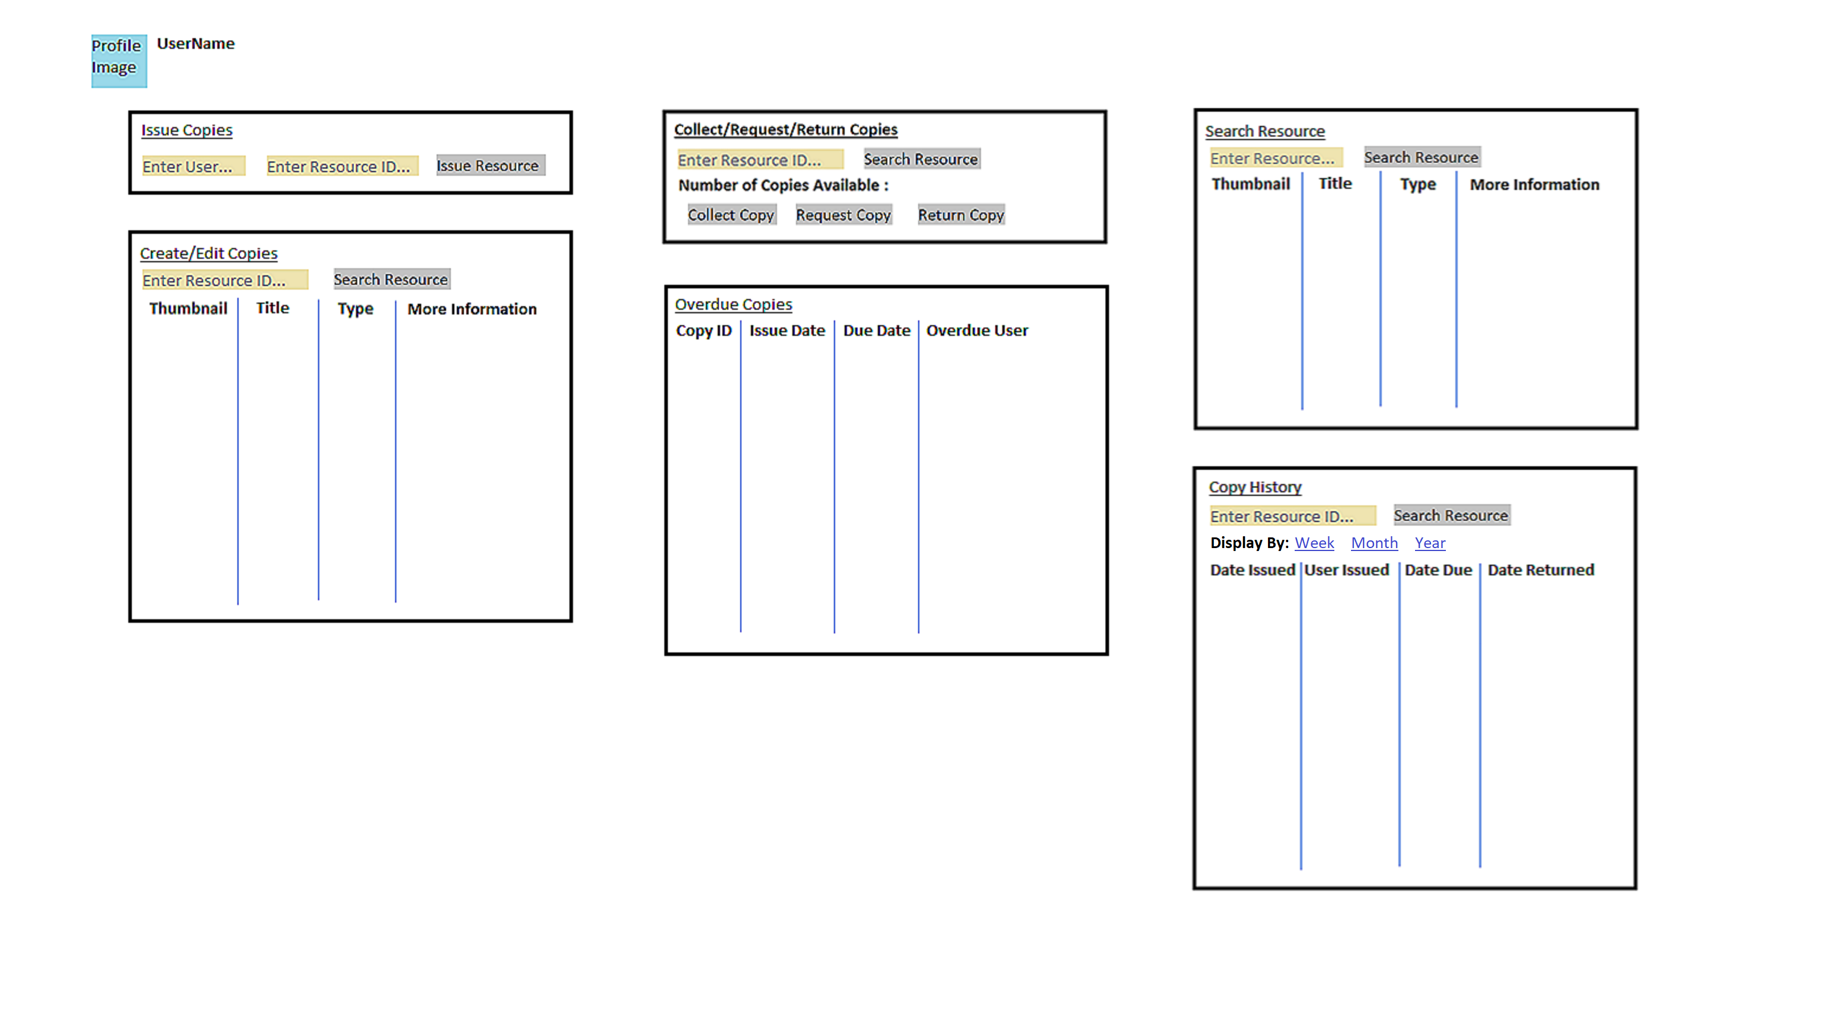 Profile Image
UserName
Issue Copies
Enter User... Enter Resource ID... Issue Resource
Create/Edit Copies
Enter Resource ID... Search Resource
Thumbnail Title Type More Information
Collect/Request/Return Copies
Enter Resource ID... Search Resource
Number of Copies Available :
Collect Copy Request Copy Return Copy
Overdue Copies
Copy ID Issue Date Due Date Overdue User
Search Resource
Enter Resource... Search Resource
Thumbnail Title Type More Information
Copy History
Enter Resource ID... Search Resource
Display By: Week Month Year
Date Issued User Issued Date Due Date Returned